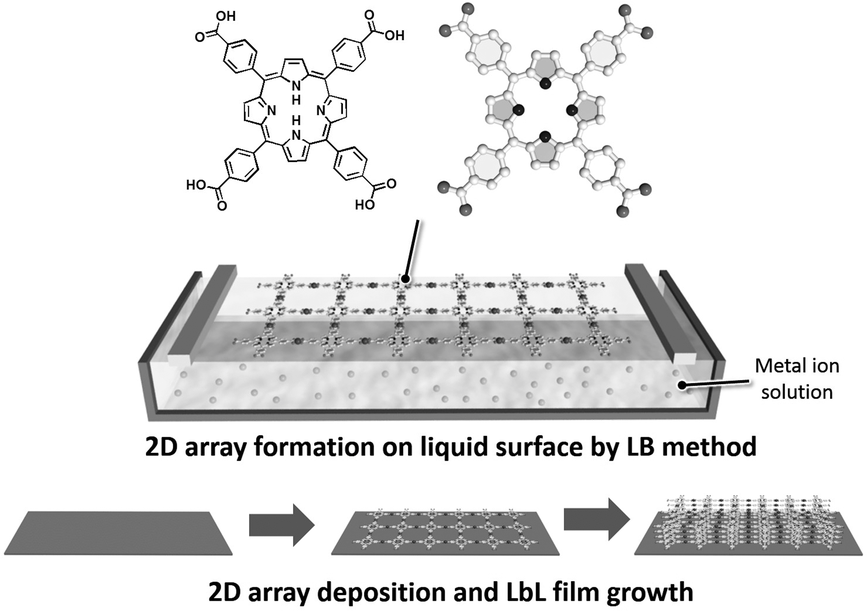 O
HO
O
OH
N
H
N
N
H
N
HO
O
O
HO
Metal ion
solution
2D array formation on liquid surface by LB method
2D array deposition and LbL film growth